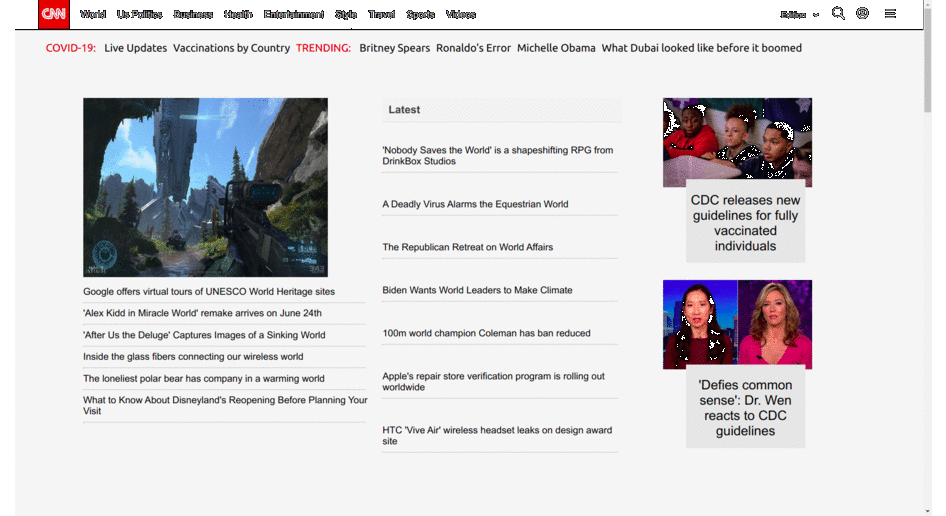 CNN World Us Politics Business Health Entertainment Style Travel Sports Videos Edition
COVID-19: Live Updates Vaccinations by Country TRENDING: Britney Spears Ronaldo's Error Michelle Obama What Dubai looked like before it boomed
Google offers virtual tours of UNESCO World Heritage sites
'Alex Kidd in Miracle World' remake arrives on June 24th
'After Us the Deluge' Captures Images of a Sinking World
Inside the glass fibers connecting our wireless world
The loneliest polar bear has company in a warming world
What to Know About Disneyland's Reopening Before Planning Your
Visit
Latest
'Nobody Saves the World' is a shapeshifting RPG from
DrinkBox Studios
A Deadly Virus Alarms the Equestrian World
The Republican Retreat on World Affairs
Biden Wants World Leaders to Make Climate
100m world champion Coleman has ban reduced
Apple's repair store verification program is rolling out
worldwide
HTC 'Vive Air' wireless headset leaks on design award
site
CDC releases new
guidelines for fully
vaccinated
individuals
'Defies common
sense': Dr. Wen
reacts to CDC
guidelines